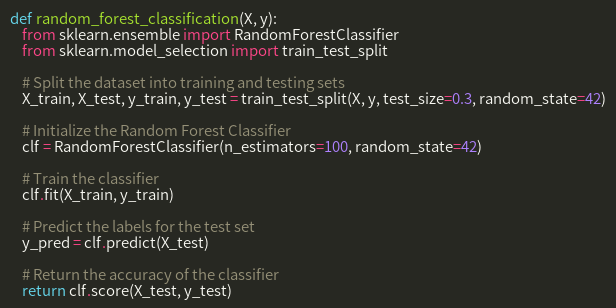 def random_forest_classification(X, y):
from sklearn.ensemble import RandomForestClassifier
from sklearn.model_selection import train_test_split
# Split the dataset into training and testing sets
X_train, X_test, y_train, y_test = train_test_split(X, y, test_size=0.3, random_state=42)
# Initialize the Random Forest Classifier
clf = RandomForestClassifier(n_estimators=100, random_state=42)
# Train the classifier
clf.fit(X_train, y_train)
# Predict the labels for the test set
y_pred = clf.predict(X_test)
# Return the accuracy of the classifier
return clf.score(X_test, y_test)